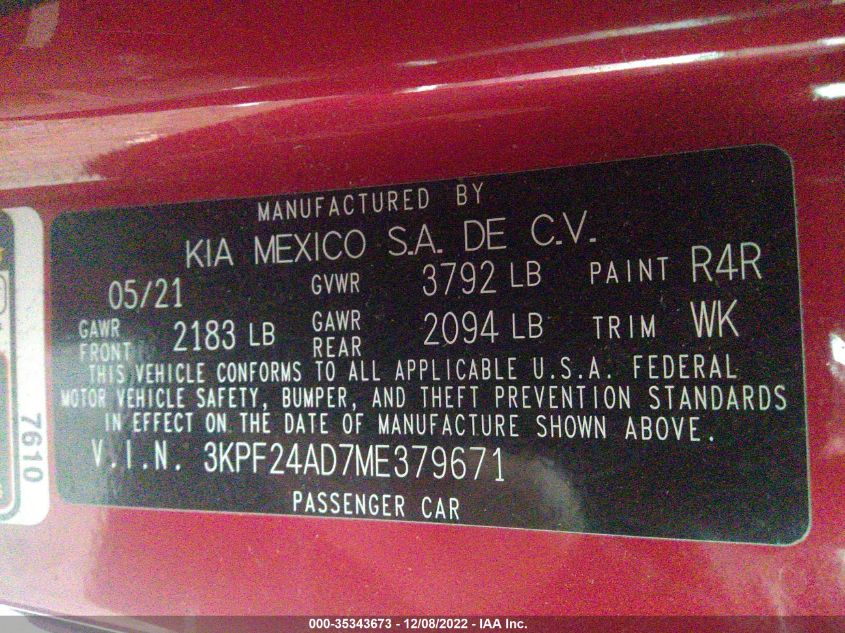 MANUFACTURED BY
KIA MEXICO S.A. DE C.V.
05/21 GVWR 3792 LB PAINT R4R
GAWR FRONT 2183 LB GAWR REAR 2094 LB TRIM WK
THIS VEHICLE CONFORMS TO ALL APPLICABLE U.S.A. FEDERAL
MOTOR VEHICLE SAFETY, BUMPER, AND THEFT PREVENTION STANDARDS
IN EFFECT ON THE DATE OF MANUFACTURE SHOWN ABOVE.
V.I.N. 3KPF24AD7ME379671
PASSENGER CAR
7610
000-35343673 - 12/08/2022 - IAA Inc.